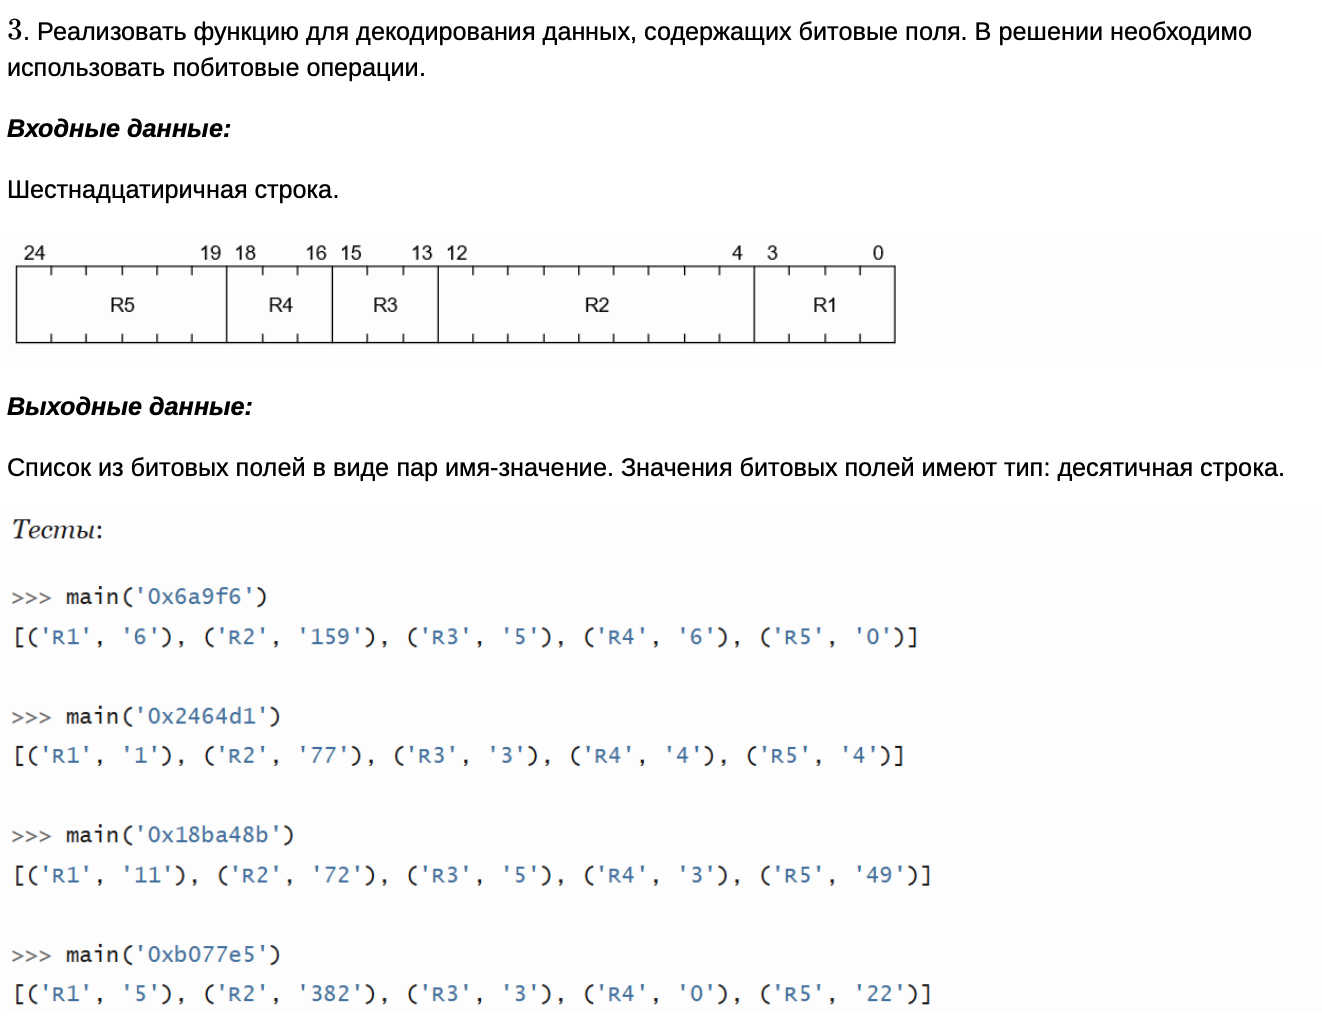 3. Реализовать функцию для декодирования данных, содержащих битовые поля. В решении необходимо
использовать побитовые операции.
Входные данные:
Шестнадцатиричная строка.
24 19 18 16 15 13 12 4 3 0
R5 R4 R3 R2 R1
Выходные данные:
Список из битовых полей в виде пар имя-значение. Значения битовых полей имеют тип: десятичная строка.
Тесты:
>>> main('0x6a9f6')
[('R1', '6'), ('R2', '159'), ('R3', '5'), ('R4', '6'), ('R5', '0')]
>>> main('0x2464d1')
[('R1', '1'), ('R2', '77'), ('R3', '3'), ('R4', '4'), ('R5', '4')]
>>> main('0x18ba48b')
[('R1', '11'), ('R2', '72'), ('R3', '5'), ('R4', '3'), ('R5', '49')]
>>> main('0xb077e5')
[('R1', '5'), ('R2', '382'), ('R3', '3'), ('R4', '0'), ('R5', '22')]